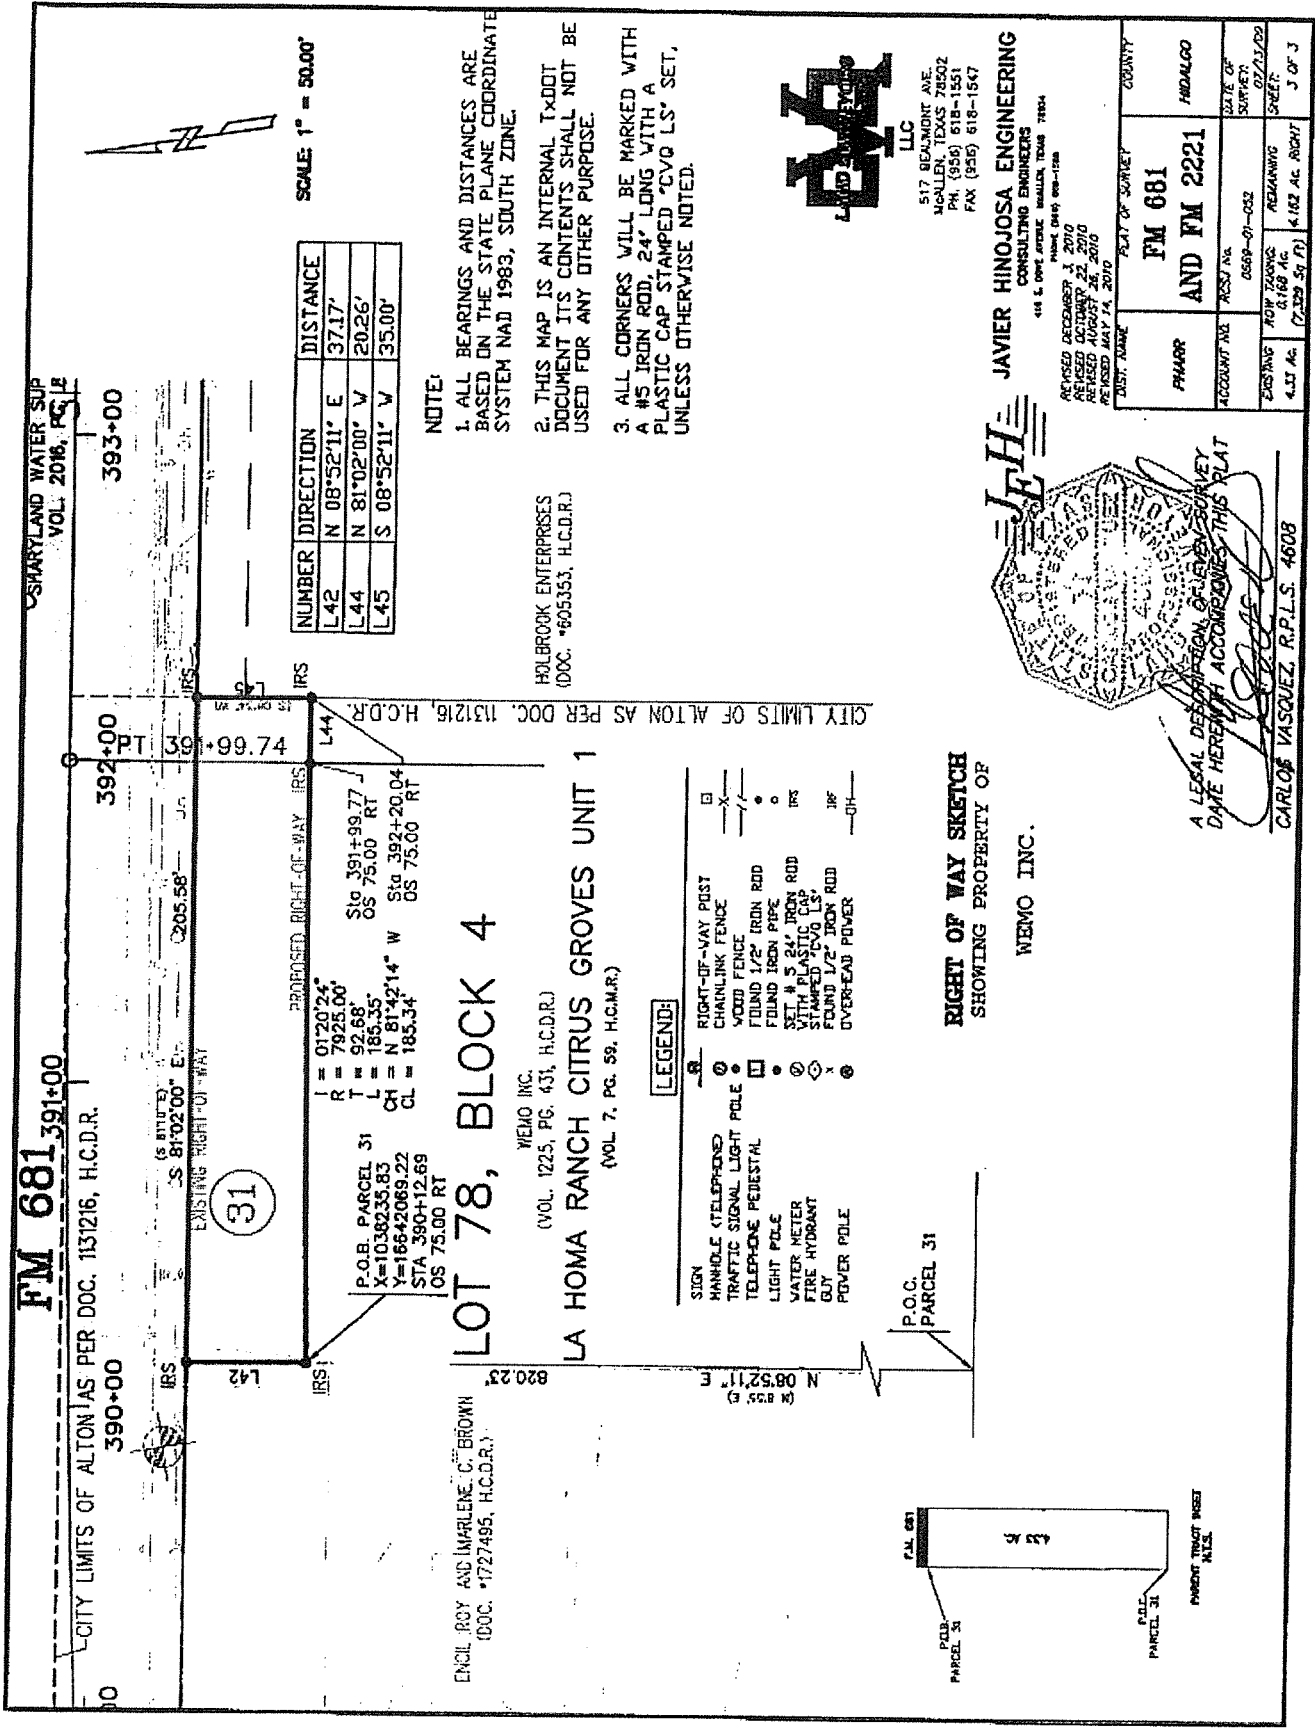 FM 681
CITY LIMITS OF ALTON AS PER DOC. 1131216, H.C.D.R.
390+00
391+00
392+00
393+00
SHARYLAND WATER SUP
VOL. 2016, PG.
PT 391+99.74
(S 81°10' E)
S 81°02'00" E
205.58'
EXISTING RIGHT-OF-WAY
PROPOSED RIGHT-OF-WAY
IRS
IRS
IRS
IRS
IRS
L42
L44
L45
31
I = 01°20'24"
R = 7925.00'
T = 92.68'
L = 185.35'
CH = N 81°42'14" W
CL = 185.34'
Sta 391+99.77
OS 75.00 RT
Sta 392+20.04
OS 75.00 RT
P.O.B. PARCEL 31
X=1038235.83
Y=16642069.22
STA 390+12.69
OS 75.00 RT
LOT 78, BLOCK 4
WEMO INC.
(VOL. 1225, PG. 431, H.C.D.R.)
LA HOMA RANCH CITRUS GROVES UNIT 1
(VOL. 7, PG. 59, H.C.M.R.)
ENCIL ROY AND MARLENE C. BROWN
(DOC. *1727495, H.C.D.R.)
820.23'
N 08°52'11" E
(N 8°55' E)
P.O.C.
PARCEL 31
CITY LIMITS OF ALTON AS PER DOC. 1131216, H.C.D.R.
HOLBROOK ENTERPRISES
(DOC. *605353, H.C.D.R.)
SCALE: 1" = 50.00'
NUMBER DIRECTION DISTANCE
L42 N 08°52'11" E 37.17'
L44 N 81°02'00" W 20.26'
L45 S 08°52'11" W 35.00'
NOTE:
1. ALL BEARINGS AND DISTANCES ARE
BASED ON THE STATE PLANE COORDINATE
SYSTEM NAD 1983, SOUTH ZONE.
2. THIS MAP IS AN INTERNAL TxDOT
DOCUMENT ITS CONTENTS SHALL NOT BE
USED FOR ANY OTHER PURPOSE.
3. ALL CORNERS WILL BE MARKED WITH
A #5 IRON ROD, 24" LONG WITH A
PLASTIC CAP STAMPED "CVQ LS" SET,
UNLESS OTHERWISE NOTED.
LEGEND:
SIGN
MANHOLE (TELEPHONE)
TRAFFIC SIGNAL LIGHT POLE
TELEPHONE PEDESTAL
LIGHT POLE
WATER METER
FIRE HYDRANT
GUY
POWER POLE
RIGHT-OF-WAY POST
CHAINLINK FENCE
WOOD FENCE
FOUND 1/2" IRON ROD
FOUND IRON PIPE
SET # 5 24" IRON ROD
WITH PLASTIC CAP
STAMPED "CVQ LS" IRS
FOUND 1/2" IRON ROD IRF
OVERHEAD POWER OH
RIGHT OF WAY SKETCH
SHOWING PROPERTY OF
WEMO INC.
F.M. 681
P.O.B.
PARCEL 31
4.33 AC.
P.O.C.
PARCEL 31
PARENT TRACT INSET
N.T.S.
LAND SURVEYORS
LLC
517 BEAUMONT AVE.
McALLEN, TEXAS 78502
PH. (956) 618-1551
FAX (956) 618-1547
JEH
JAVIER HINOJOSA ENGINEERING
CONSULTING ENGINEERS
REVISED DECEMBER 3, 2010
REVISED OCTOBER 22, 2010
REVISED AUGUST 26, 2010
REVISED MAY 14, 2010
A LEGAL DESCRIPTION OF EVEN SURVEY
DATE HEREWITH ACCOMPANIES THIS PLAT
CARLOS VASQUEZ, R.P.L.S. 4608
DIST. NAME PLAT OF SURVEY COUNTY
PHARR FM 681 AND FM 2221 HIDALGO
ACCOUNT NO. RCSJ No. 0669-01-052 DATE OF SURVEY: 07/13/09
EXISTING 4.33 Ac. ROW TAKING: 0.168 Ac. (7,329 Sq Ft) REMAINING 4.162 Ac. RIGHT SHEET: 3 OF 3